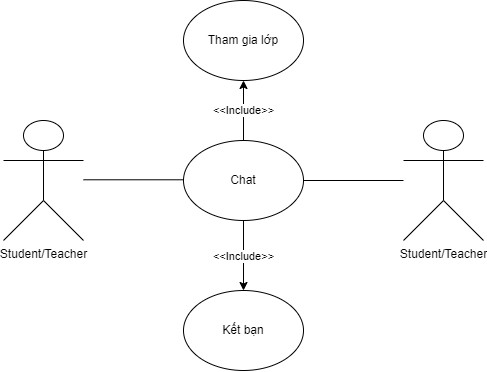 Tham gia lớp
<<Include>>
Chat
Student/Teacher
Student/Teacher
<<Include>>
Kết bạn